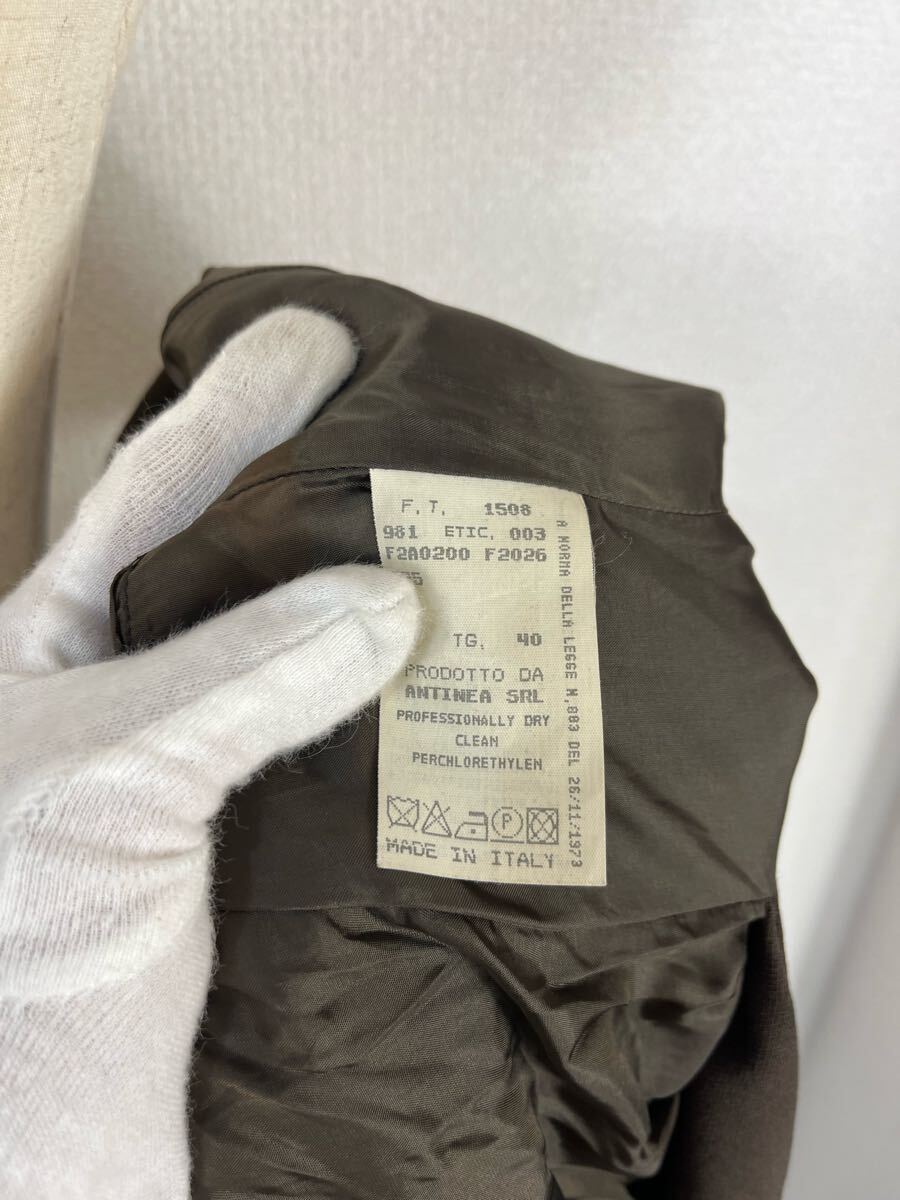 F.T. 1508
981 ETIC. 003
F2A0200 F2026
TG. 40
PRODOTTO DA
ANTINEA SRL
PROFESSIONALLY DRY
CLEAN
PERCHLORETHYLEN
P
MADE IN ITALY
A NORMA DELLA LEGGE N.883 DEL 26/11/1973